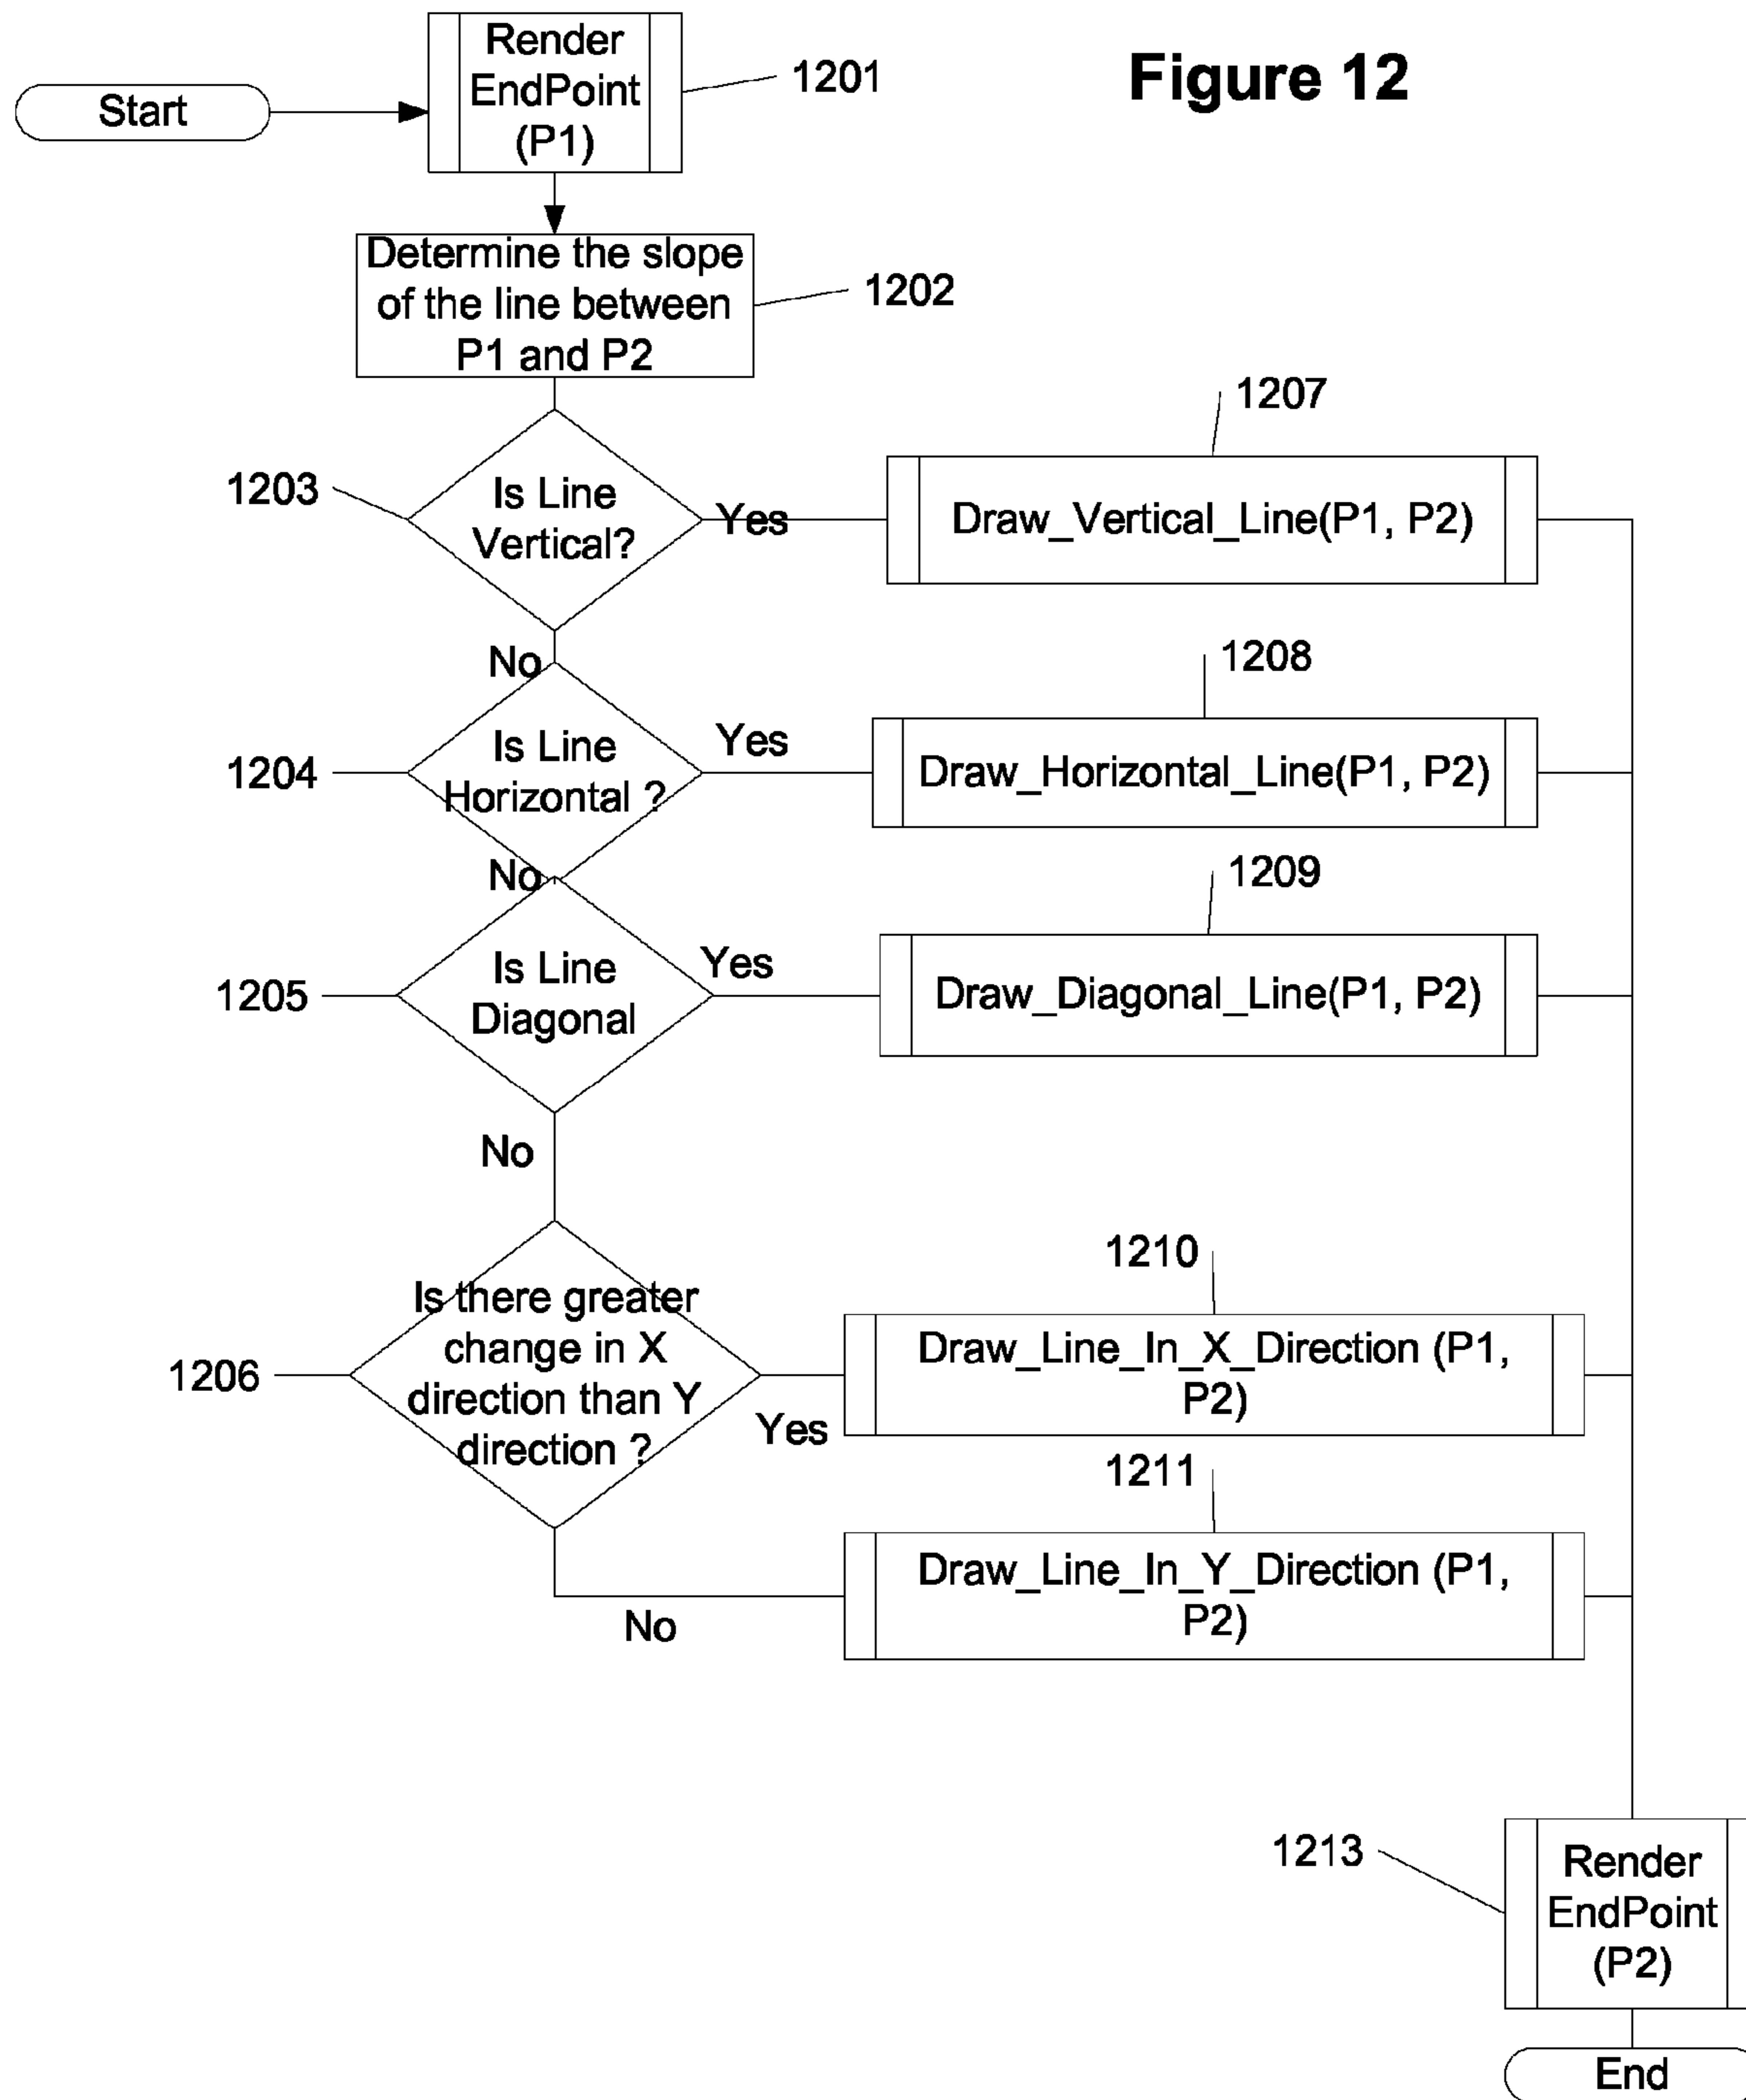 Figure 12
Start
Render
EndPoint
(P1)
1201
Determine the slope
of the line between
P1 and P2
1202
1203
Is Line
Vertical?
Yes
1207
Draw_Vertical_Line(P1, P2)
No
1204
Is Line
Horizontal ?
Yes
1208
Draw_Horizontal_Line(P1, P2)
No
1205
Is Line
Diagonal
Yes
1209
Draw_Diagonal_Line(P1, P2)
No
1206
Is there greater
change in X
direction than Y
direction ?
Yes
1210
Draw_Line_In_X_Direction (P1,
P2)
No
1211
Draw_Line_In_Y_Direction (P1,
P2)
1213
Render
EndPoint
(P2)
End